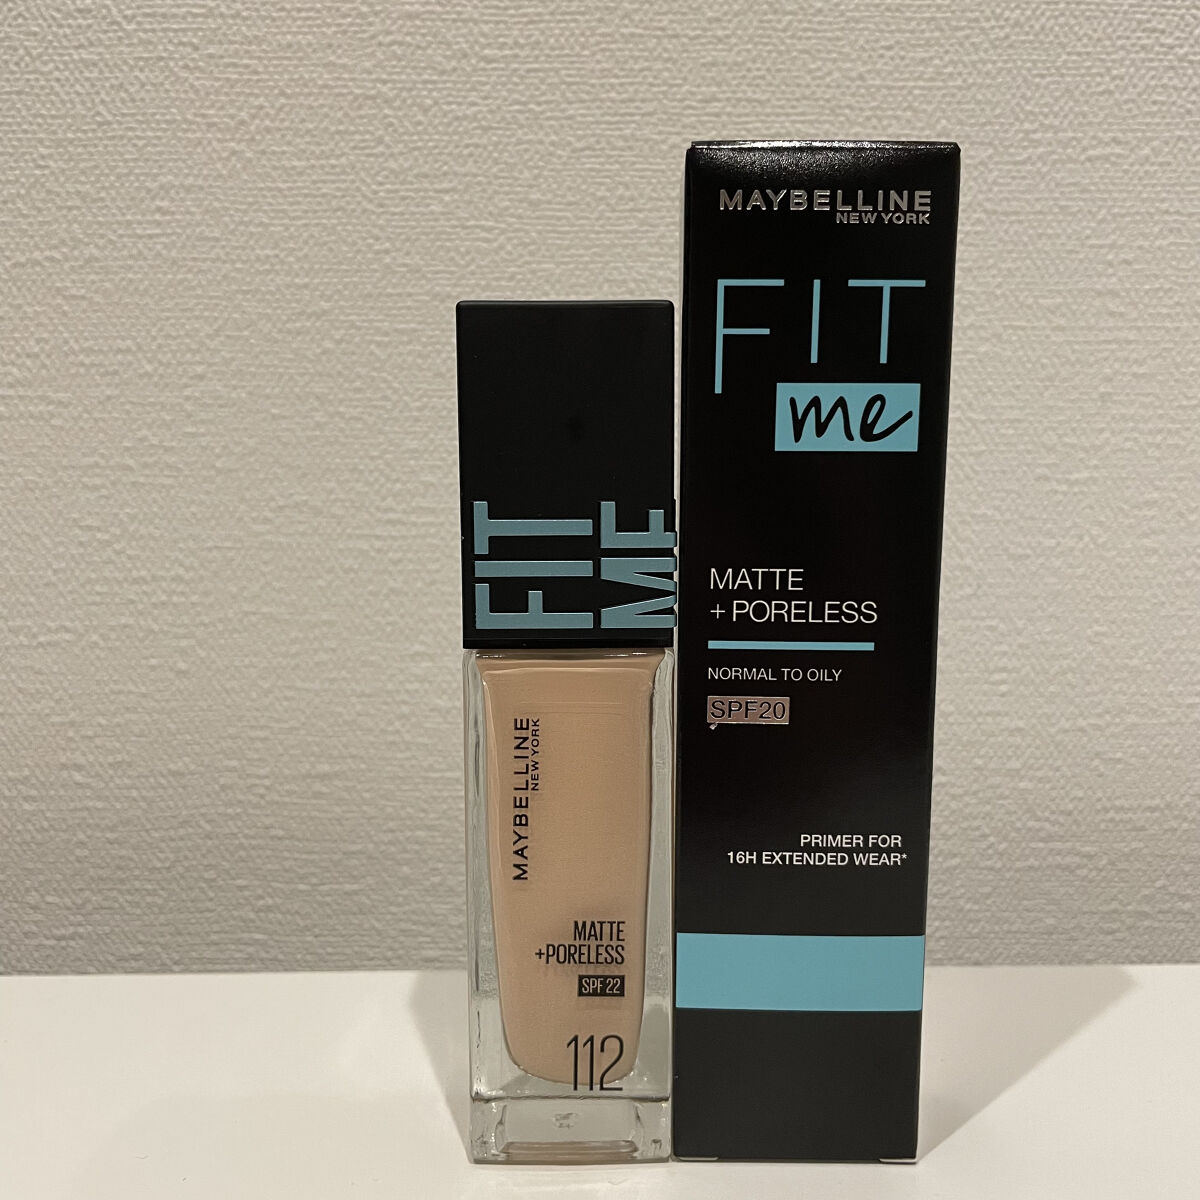 FIT
ME
MAYBELLINE
NEW YORK
MATTE
+PORELESS
SPF 22
112
MAYBELLINE
NEW YORK
FIT
me
MATTE
+ PORELESS
NORMAL TO OILY
SPF20
PRIMER FOR
16H EXTENDED WEAR*